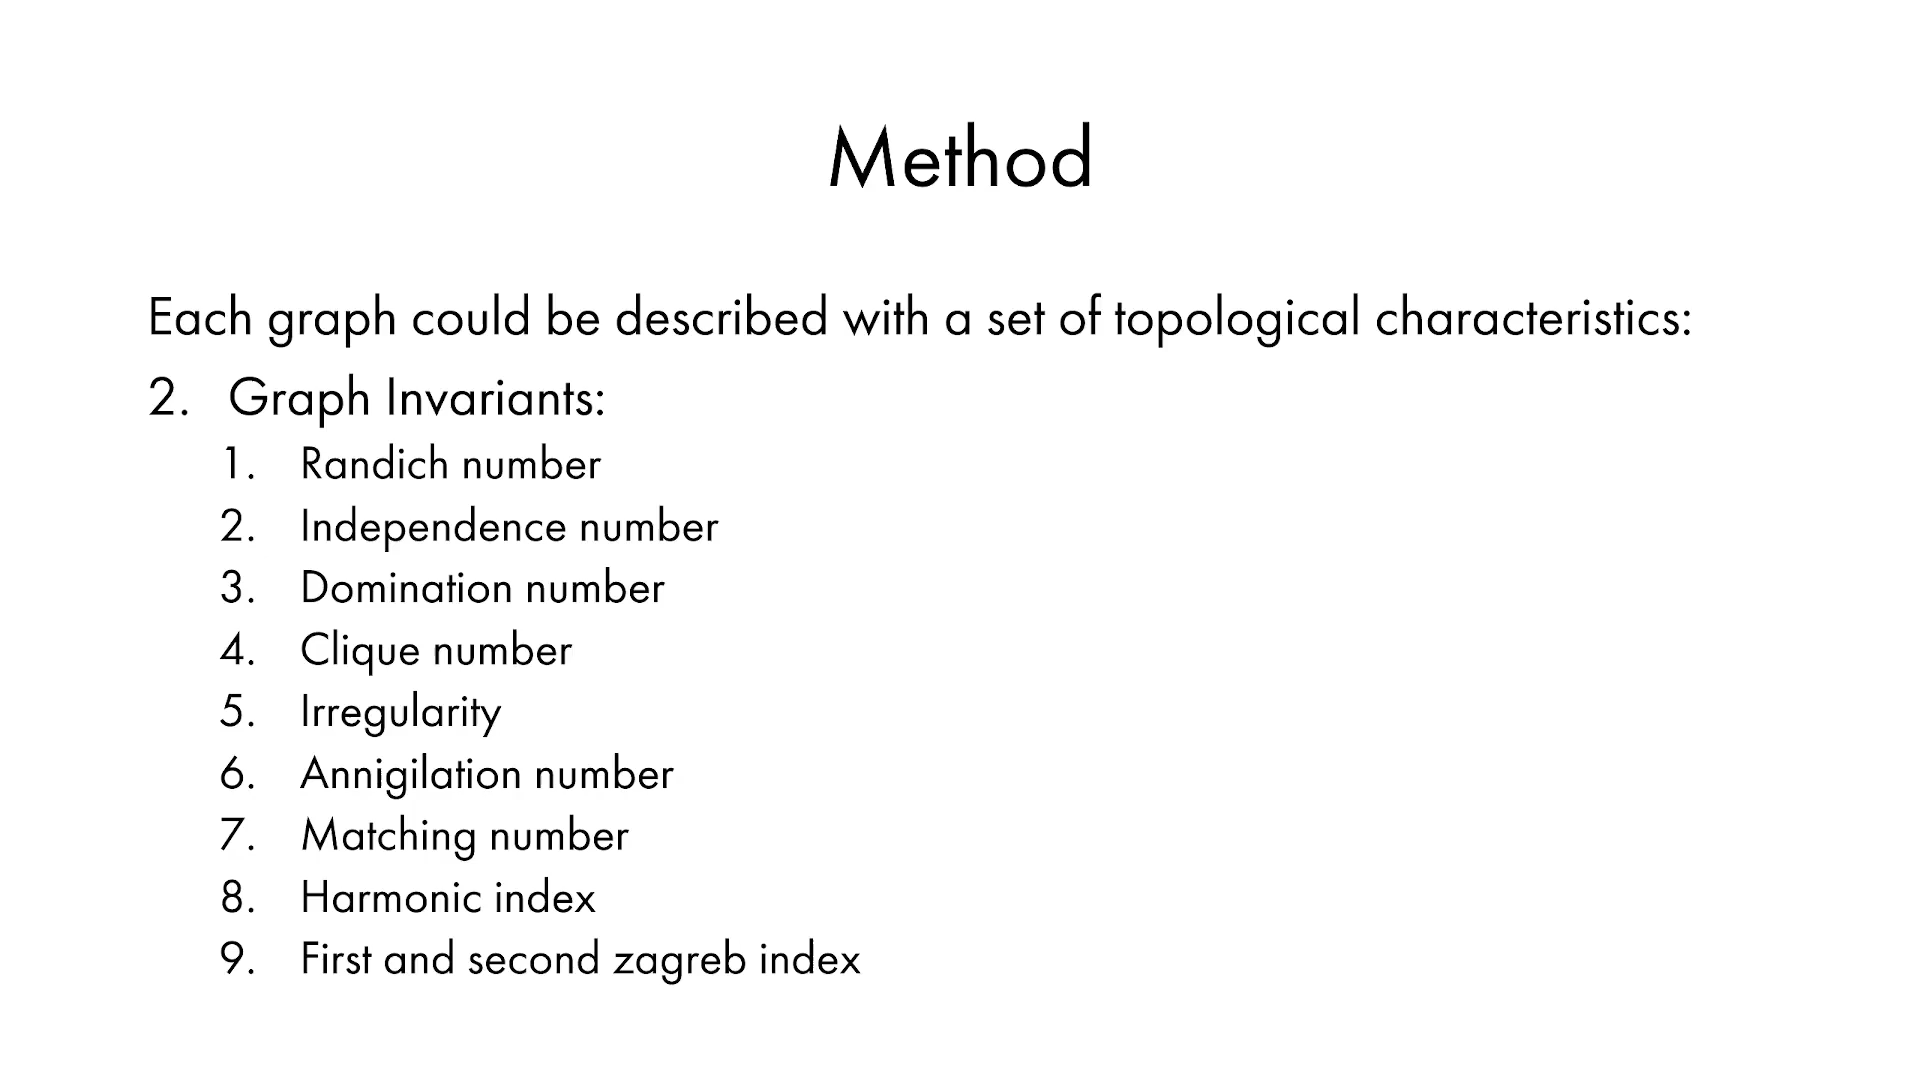 Method
Each graph could be described with a set of topological characteristics:
2. Graph Invariants:
1. Randich number
2. Independence number
3. Domination number
4. Clique number
5. Irregularity
6. Annigilation number
7. Matching number
8. Harmonic index
9. First and second zagreb index